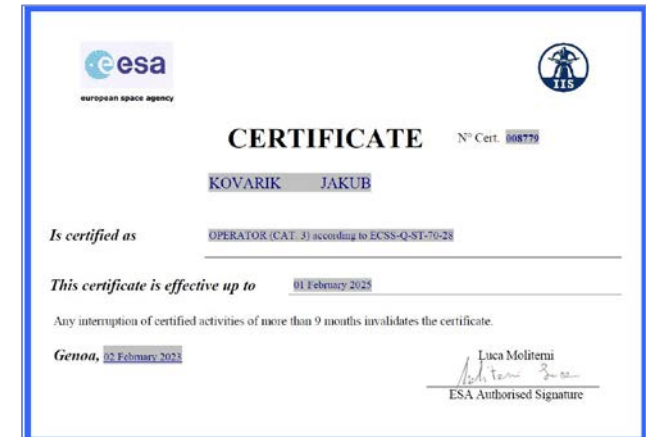 esa
european space agency
IIS
CERTIFICATE
N° Cert. 008779
KOVARIK JAKUB
Is certified as OPERATOR (CAT. 3) according to ECSS-Q-ST-70-28
This certificate is effective up to 01 February 2025
Any interruption of certified activities of more than 9 months invalidates the certificate.
Genoa, 02 February 2023
Luca Moliterni
ESA Authorised Signature